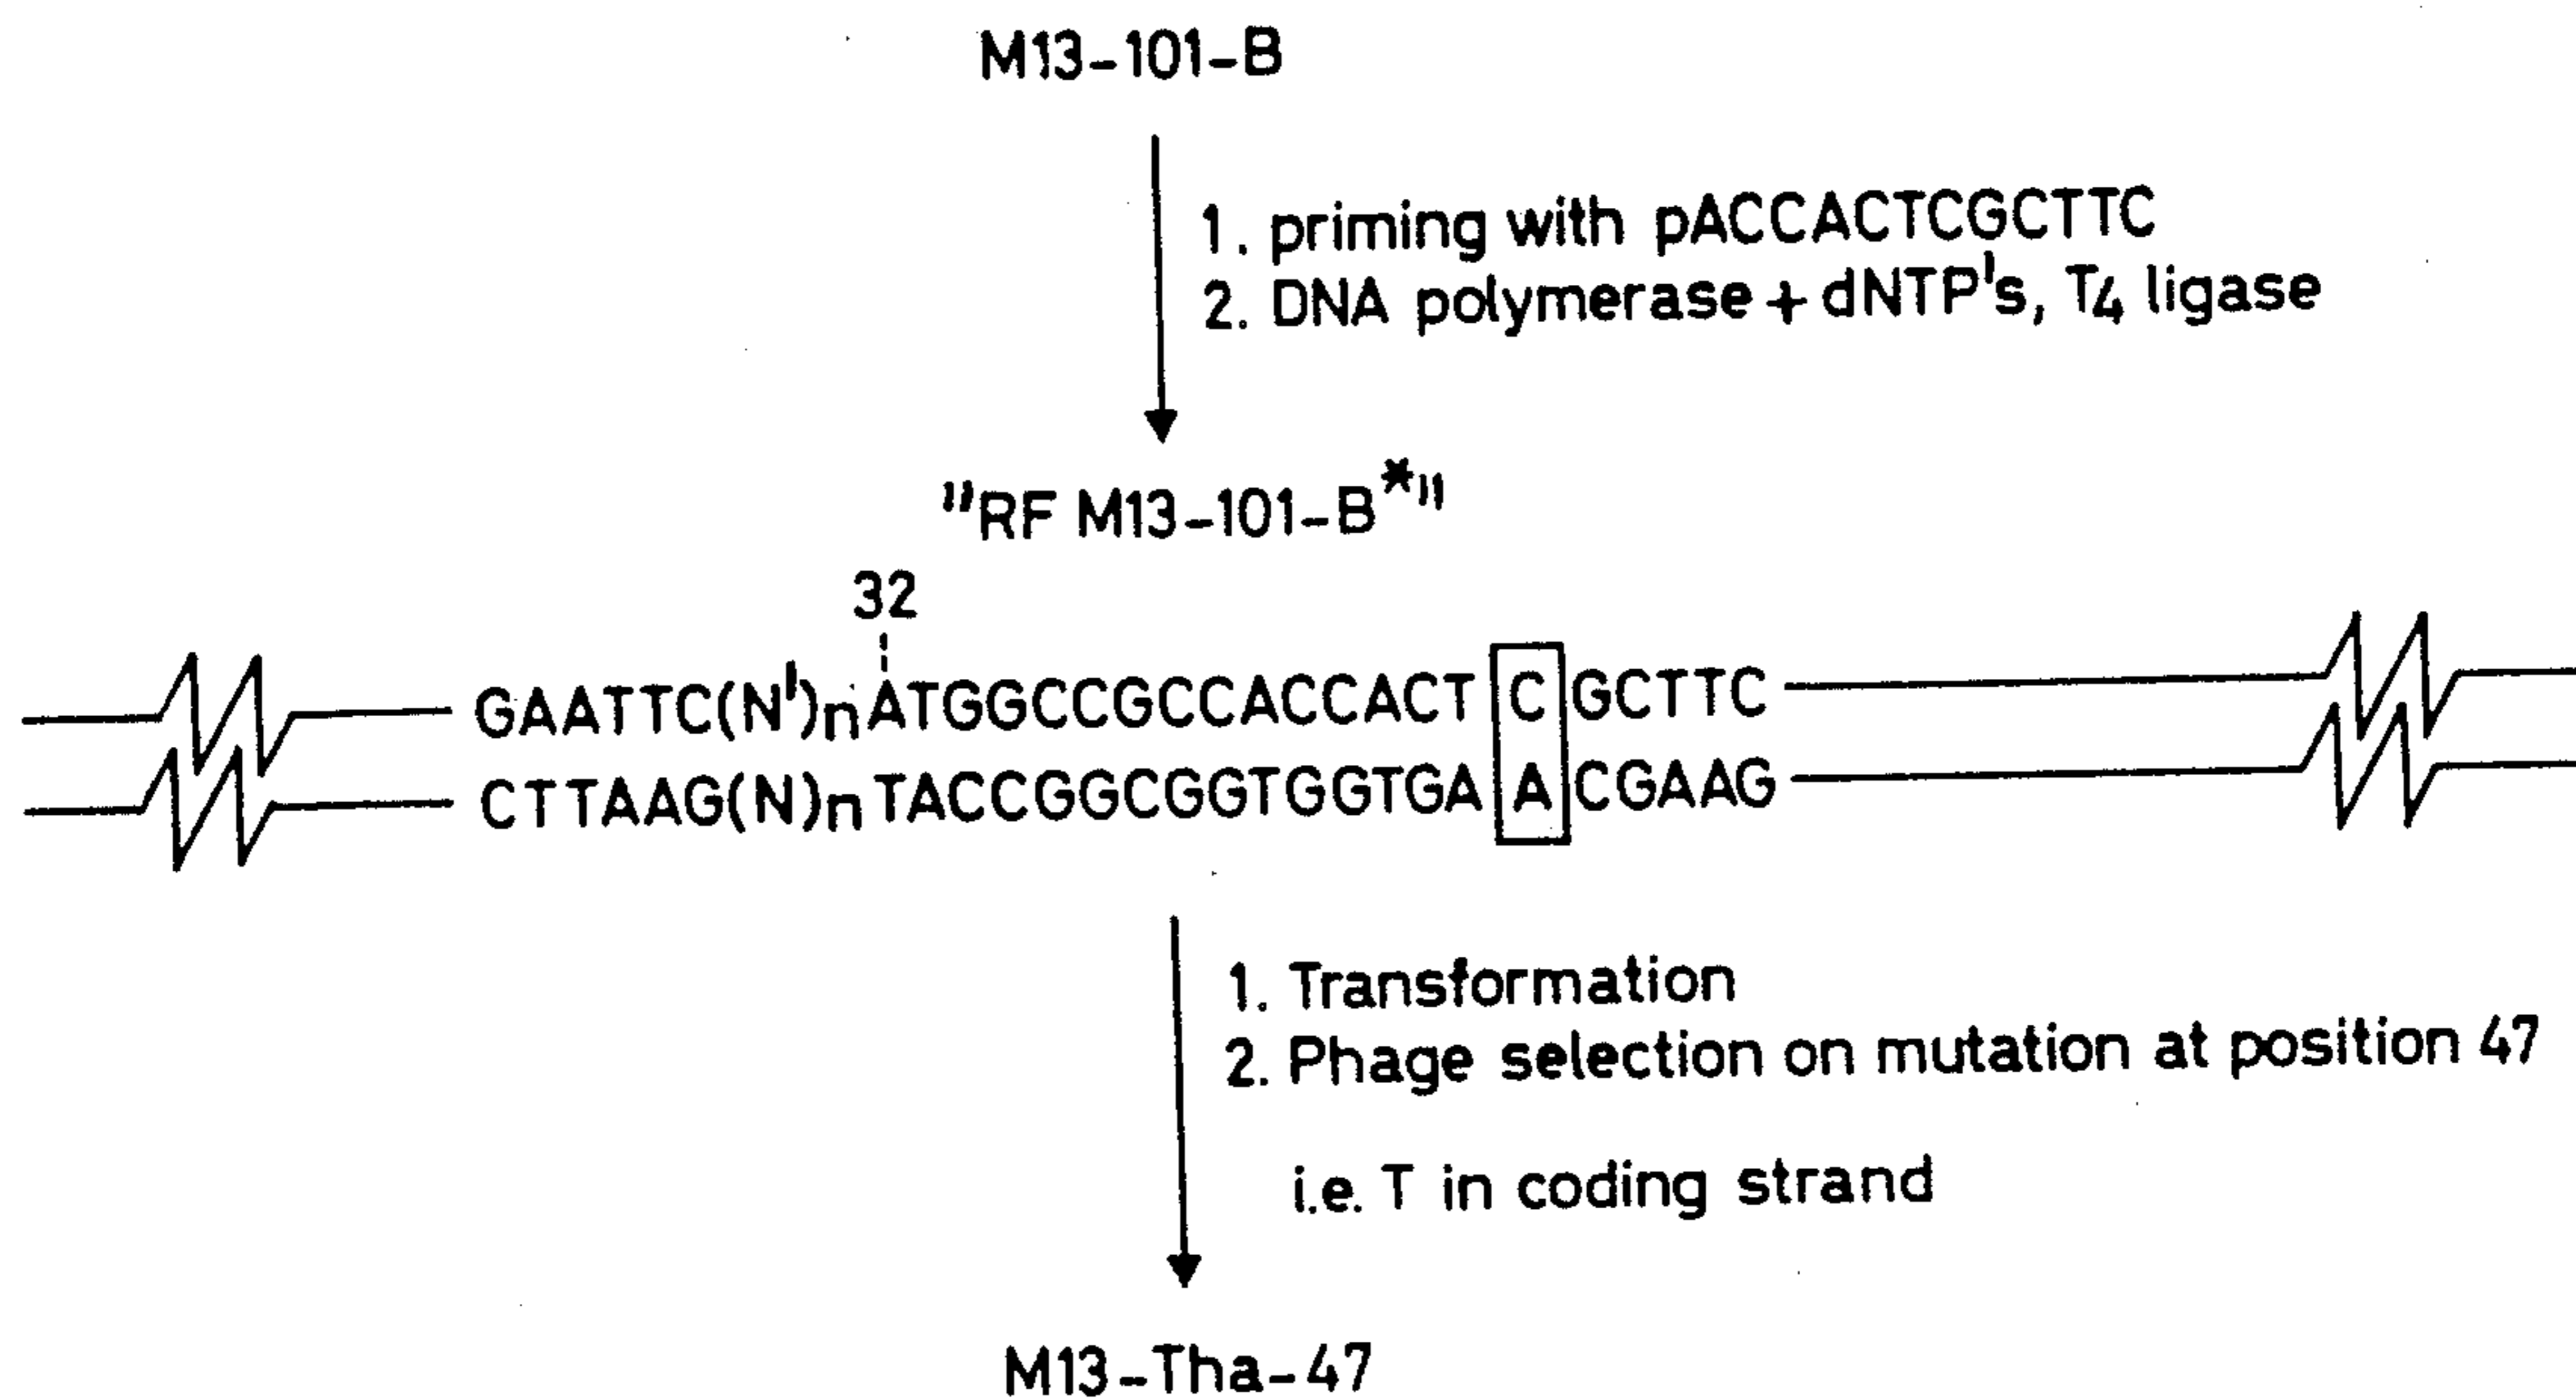 M13-101-B
1. priming with pACCACTCGCTTC
2. DNA polymerase + dNTP's, T4 ligase
"RF M13-101-B*"
32
GAATTC(N')nATGGCCGCCACCACT C GCTTC
CTTAAG(N)nTACCGGCGGTGGTGA A CGAAG
1. Transformation
2. Phage selection on mutation at position 47
i.e. T in coding strand
M13-Tha-47